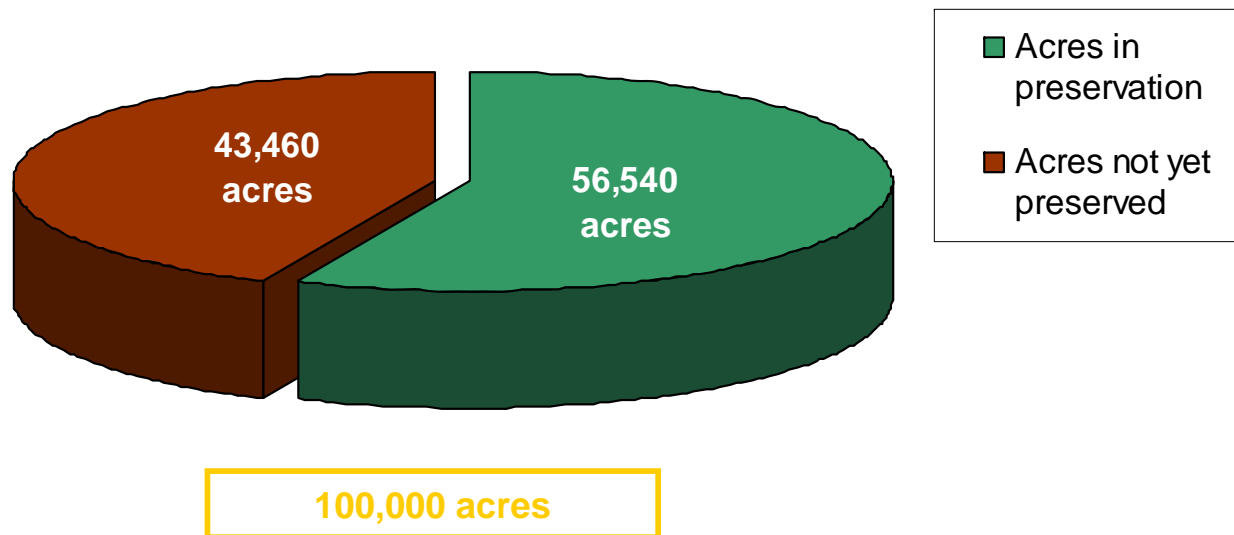 43,460
acres
56,540
acres
Acres in
preservation
Acres not yet
preserved
100,000 acres